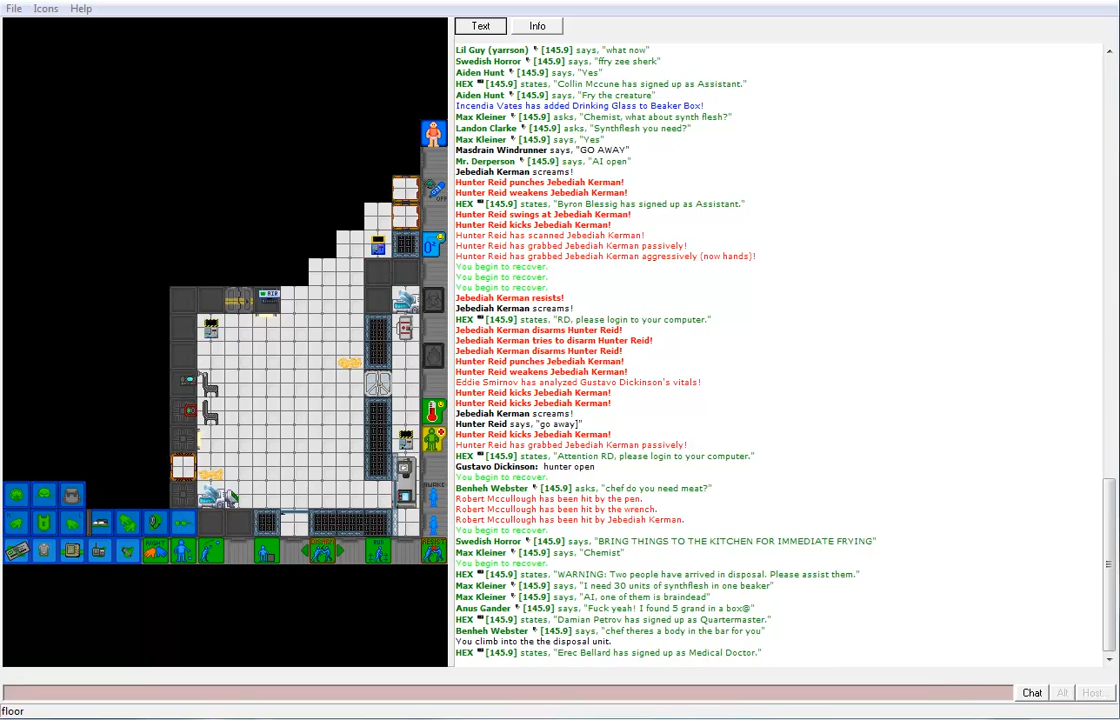 File Icons Help
Text Info
Lil Guy (yarrson) [145.9] says, "what now"
Swedish Horror [145.9] says, "ffry zee sherk"
Aiden Hunt [145.9] says, "Yes"
HEX [145.9] states, "Collin Mccune has signed up as Assistant."
Aiden Hunt [145.9] says, "Fry the creature"
Incendia Vates has added Drinking Glass to Beaker Box!
Max Kleiner [145.9] asks, "Chemist, what about synth flesh?"
Landon Clarke [145.9] asks, "Synthflesh you need?"
Max Kleiner [145.9] says, "Yes"
Masdrain Windrunner says, "GO AWAY"
Mr. Derperson [145.9] says, "AI open"
Jebediah Kerman screams!
Hunter Reid punches Jebediah Kerman!
Hunter Reid weakens Jebediah Kerman!
HEX [145.9] states, "Byron Blessig has signed up as Assistant."
Hunter Reid swings at Jebediah Kerman!
Hunter Reid kicks Jebediah Kerman!
Hunter Reid has scanned Jebediah Kerman!
Hunter Reid has grabbed Jebediah Kerman passively!
Hunter Reid has grabbed Jebediah Kerman aggressively (now hands)!
You begin to recover.
You begin to recover.
You begin to recover.
Jebediah Kerman resists!
Jebediah Kerman screams!
HEX [145.9] states, "RD, please login to your computer."
Jebediah Kerman disarms Hunter Reid!
Jebediah Kerman tries to disarm Hunter Reid!
Jebediah Kerman disarms Hunter Reid!
Hunter Reid punches Jebediah Kerman!
Hunter Reid weakens Jebediah Kerman!
Eddie Smirnov has analyzed Gustavo Dickinson's vitals!
Hunter Reid kicks Jebediah Kerman!
Hunter Reid kicks Jebediah Kerman!
Jebediah Kerman screams!
Hunter Reid says, "go away]"
Hunter Reid kicks Jebediah Kerman!
Hunter Reid has grabbed Jebediah Kerman passively!
HEX [145.9] states, "Attention RD, please login to your computer."
Gustavo Dickinson: hunter open
You begin to recover.
Benheh Webster [145.9] asks, "chef do you need meat?"
Robert Mccullough has been hit by the pen.
Robert Mccullough has been hit by the wrench.
Robert Mccullough has been hit by Jebediah Kerman.
You begin to recover.
Swedish Horror [145.9] says, "BRING THINGS TO THE KITCHEN FOR IMMEDIATE FRYING"
Max Kleiner [145.9] says, "Chemist"
You begin to recover.
HEX [145.9] states, "WARNING: Two people have arrived in disposal. Please assist them."
Max Kleiner [145.9] says, "I need 30 units of synthflesh in one beaker"
Max Kleiner [145.9] says, "AI, one of them is braindead"
Anus Gander [145.9] says, "Fuck yeah! I found 5 grand in a box@"
HEX [145.9] states, "Damian Petrov has signed up as Quartermaster."
Benheh Webster [145.9] says, "chef theres a body in the bar for you"
You climb into the the disposal unit.
HEX [145.9] states, "Erec Bellard has signed up as Medical Doctor."
OFF
AWAKE
RIGHT
RUN
RESIST
Chat Alt Host...
floor